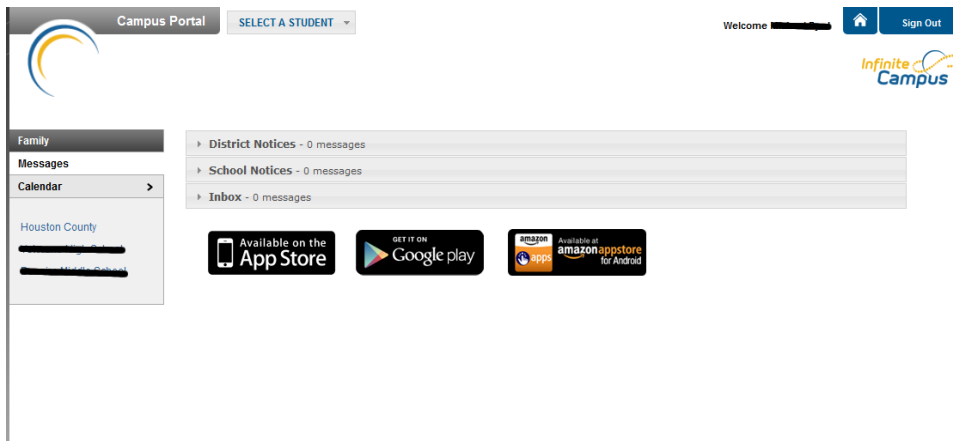 Campus Portal
SELECT A STUDENT
Welcome
Sign Out
Infinite
Campus
Family
Messages
Calendar
Houston County
District Notices - 0 messages
School Notices - 0 messages
Inbox - 0 messages
Available on the
App Store
GET IT ON
Google play
amazon
apps
Available at
amazonappstore
for Android